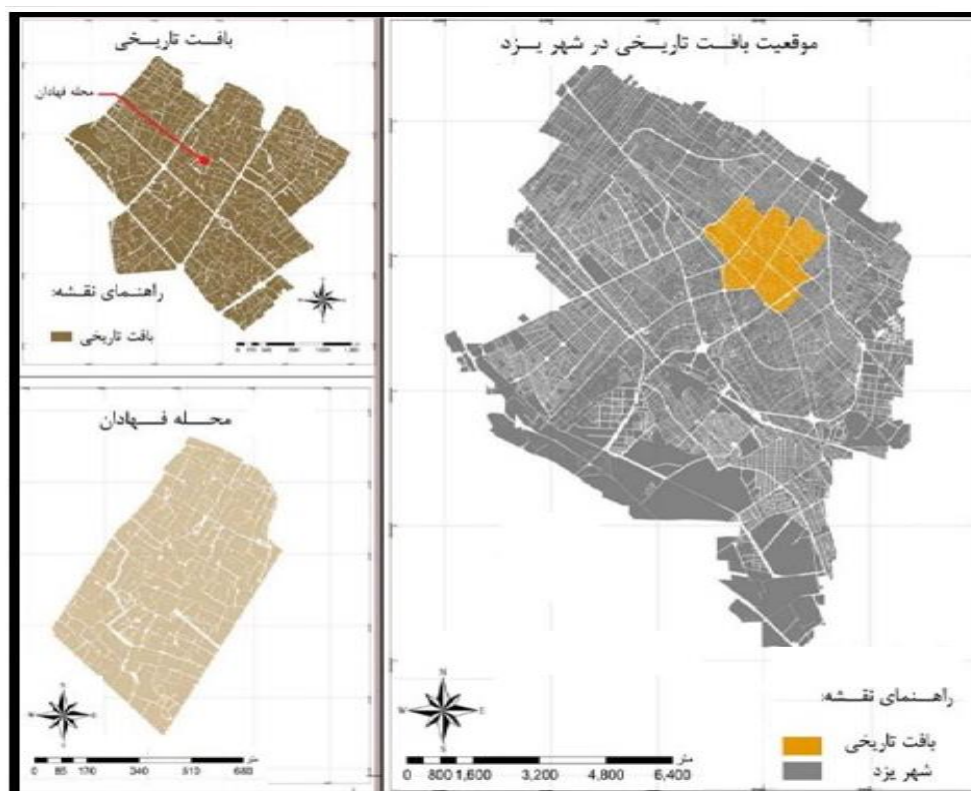 موقعیت بافت تاریخی در شهر یزد
N
W E
S
راهنمای نقشه:
بافت تاریخی
شهر یزد
0 800 1,600 3,200 4,800 6,400 متر
بافت تاریخی
محله فهادان
راهنمای نقشه:
بافت تاریخی
محله فهادان
0 85 170 340 510 680 متر